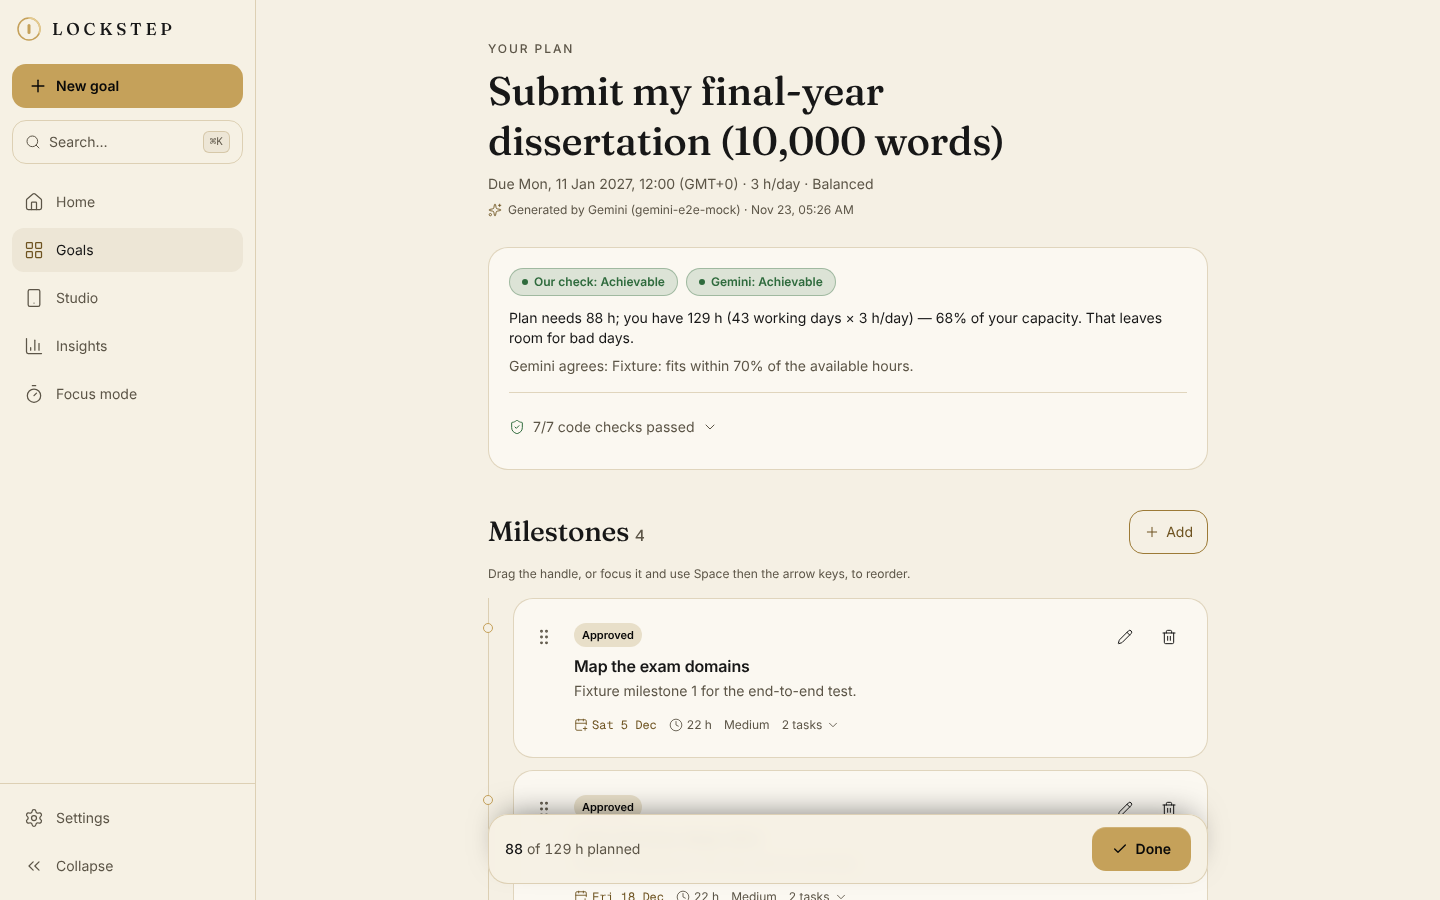 LOCKSTEP
New goal
Search...
⌘K
Home
Goals
Studio
Insights
Focus mode
Settings
Collapse
YOUR PLAN
Submit my final-year
dissertation (10,000 words)
Due Mon, 11 Jan 2027, 12:00 (GMT+0) · 3 h/day · Balanced
Generated by Gemini (gemini-e2e-mock) · Nov 23, 05:26 AM
Our check: Achievable
Gemini: Achievable
Plan needs 88 h; you have 129 h (43 working days × 3 h/day) — 68% of your capacity. That leaves
room for bad days.
Gemini agrees: Fixture: fits within 70% of the available hours.
7/7 code checks passed
Milestones 4
Add
Drag the handle, or focus it and use Space then the arrow keys, to reorder.
Approved
Map the exam domains
Fixture milestone 1 for the end-to-end test.
Sat 5 Dec 22 h Medium 2 tasks
Approved
88 of 129 h planned
Done
Fri 18 Dec 22 h Medium 2 tasks